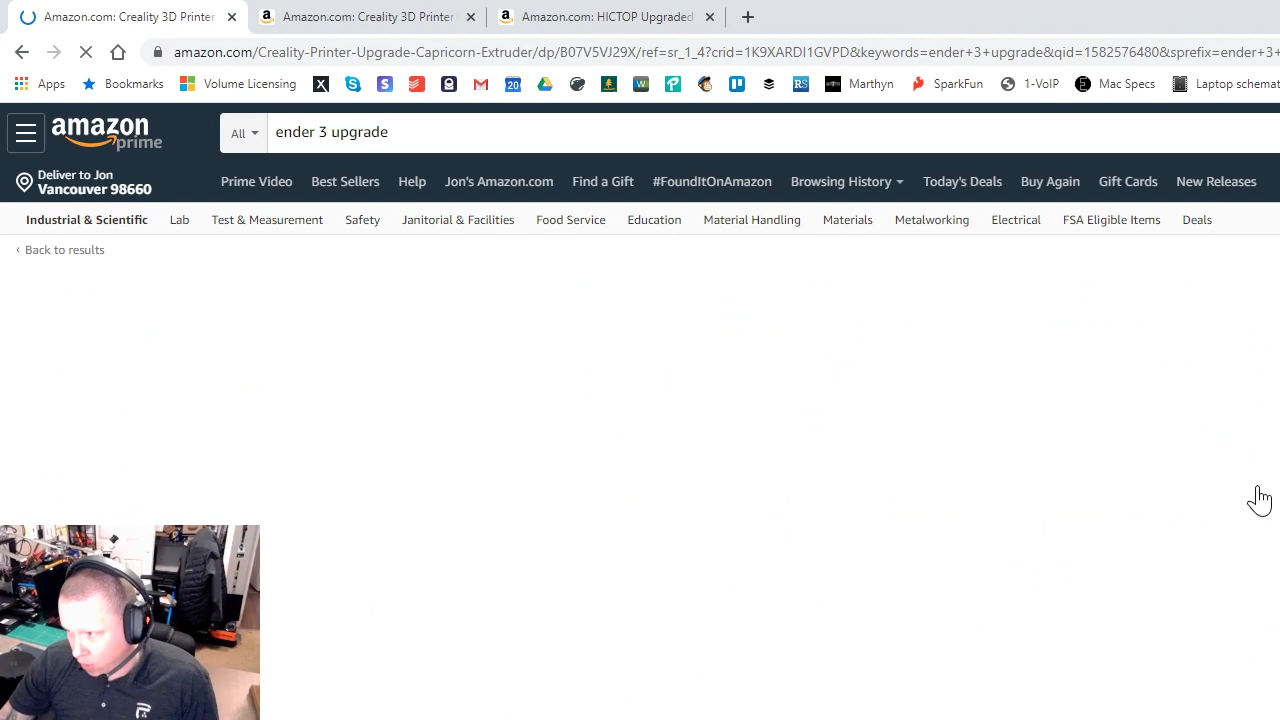 Amazon.com: Creality 3D Printer
Amazon.com: Creality 3D Printer
Amazon.com: HICTOP Upgraded
amazon.com/Creality-Printer-Upgrade-Capricorn-Extruder/dp/B07V5VJ29X/ref=sr_1_4?crid=1K9XARDI1GVPD&keywords=ender+3+upgrade&qid=1582576480&sprefix=ender+3+
Apps Bookmarks Volume Licensing 20 RS Marthyn SparkFun 1-VoIP Mac Specs Laptop schemat
amazon prime
All ender 3 upgrade
Deliver to Jon
Vancouver 98660
Prime Video Best Sellers Help Jon's Amazon.com Find a Gift #FoundItOnAmazon Browsing History Today's Deals Buy Again Gift Cards New Releases
Industrial & Scientific Lab Test & Measurement Safety Janitorial & Facilities Food Service Education Material Handling Materials Metalworking Electrical FSA Eligible Items Deals
‹ Back to results